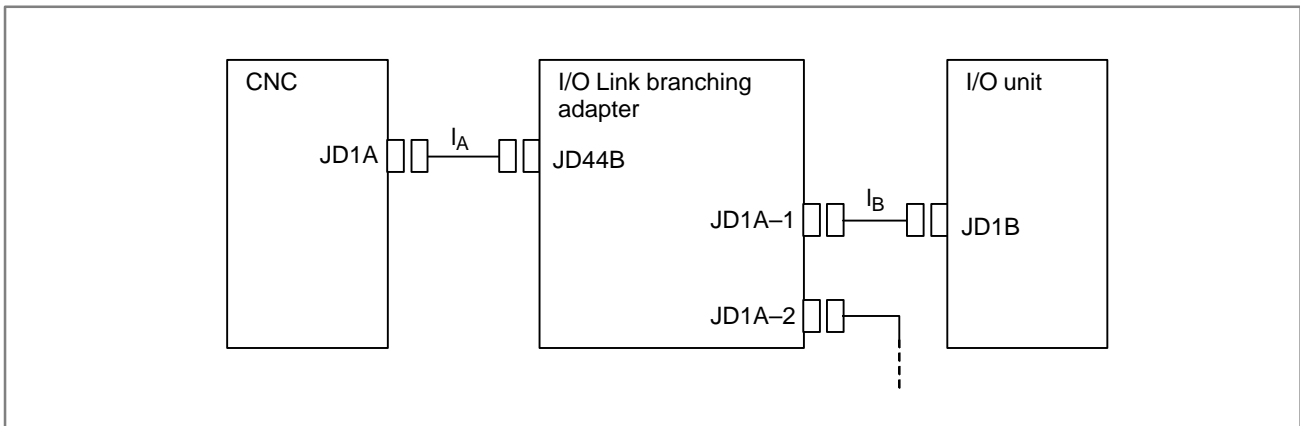 CNC
I/O Link branching
adapter
I/O unit
JD1A
IA
JD44B
JD1A–1
IB
JD1B
JD1A–2